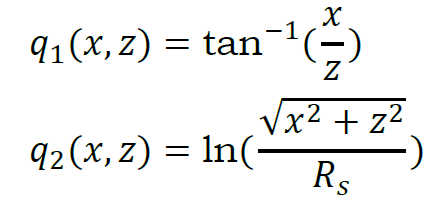 q₁(x, z) = tan⁻¹(x/z)
q₂(x, z) = ln(√(x² + z²)/Rₛ)